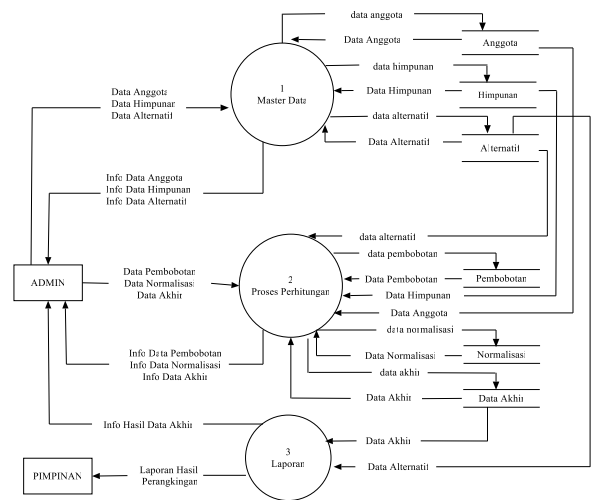 data anggota
Data Anggota
Anggota
data himpunan
Data Himpunan
Himpunan
data alternatif
Data Alternatif
Alternatif
1
Master Data
Data Anggota
Data Himpunan
Data Alternatif
Info Data Anggota
Info Data Himpunan
Info Data Alternatif
data alternatif
data pembobotan
Data Pembobotan
Pembobotan
Data Himpunan
Data Anggota
data normalisasi
Data Normalisasi
Normalisasi
data akhir
Data Akhir
Data Akhir
2
Proses Perhitungan
ADMIN
Data Pembobotan
Data Normalisasi
Data Akhir
Info Data Pembobotan
Info Data Normalisasi
Info Data Akhir
Info Hasil Data Akhir
3
Laporan
Data Akhir
Data Alternatif
PIMPINAN
Laporan Hasil
Perangkingan